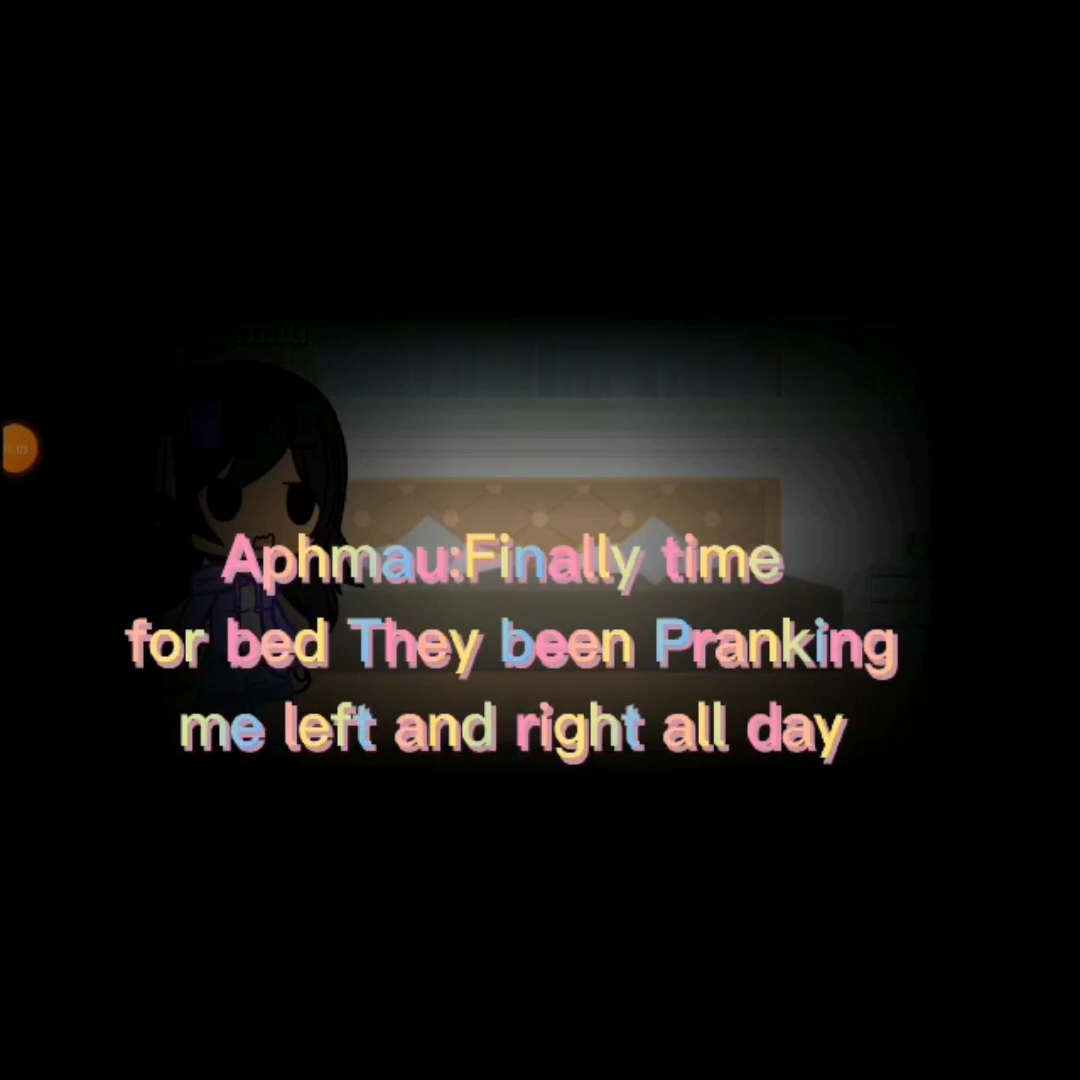 Aphmau:Finally time
for bed They been Pranking
me left and right all day